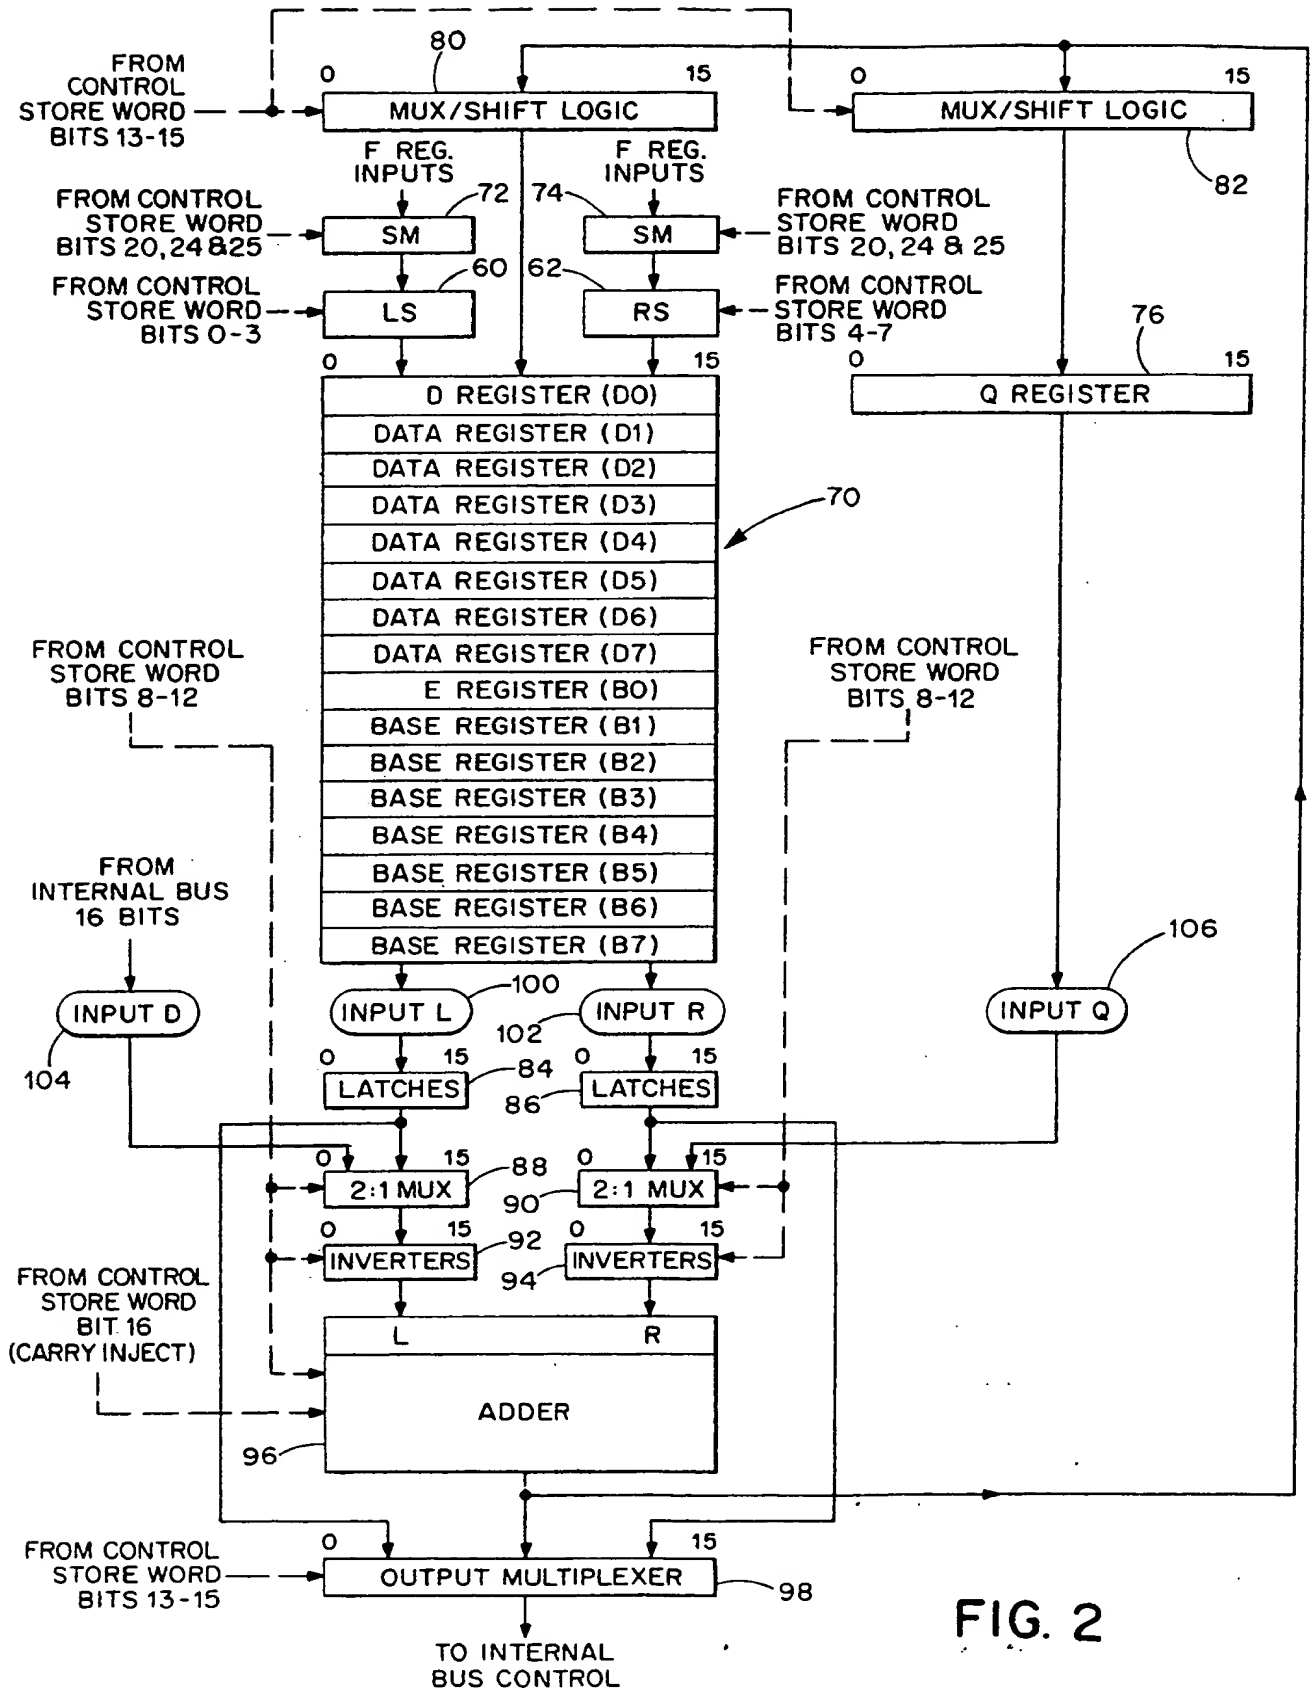 80
0
15
0
15
FROM
CONTROL
STORE WORD
BITS 13-15
MUX/SHIFT LOGIC
MUX/SHIFT LOGIC
82
F REG.
INPUTS
F REG.
INPUTS
FROM CONTROL
STORE WORD
BITS 20, 24 & 25
72
SM
74
SM
FROM CONTROL
STORE WORD
BITS 20, 24 & 25
FROM CONTROL
STORE WORD
BITS 0-3
60
LS
62
RS
FROM CONTROL
STORE WORD
BITS 4-7
76
0
15
0
15
D REGISTER (D0)
Q REGISTER
DATA REGISTER (D1)
DATA REGISTER (D2)
DATA REGISTER (D3)
70
DATA REGISTER (D4)
DATA REGISTER (D5)
DATA REGISTER (D6)
DATA REGISTER (D7)
E REGISTER (B0)
BASE REGISTER (B1)
BASE REGISTER (B2)
BASE REGISTER (B3)
BASE REGISTER (B4)
BASE REGISTER (B5)
BASE REGISTER (B6)
BASE REGISTER (B7)
FROM CONTROL
STORE WORD
BITS 8-12
FROM CONTROL
STORE WORD
BITS 8-12
FROM
INTERNAL BUS
16 BITS
INPUT D
104
INPUT L
100
INPUT R
102
INPUT Q
106
0
15
0
15
LATCHES
84
LATCHES
86
0
15
0
15
2:1 MUX
88
2:1 MUX
90
0
15
0
15
INVERTERS
92
INVERTERS
94
FROM CONTROL
STORE WORD
BIT 16
(CARRY INJECT)
L
R
ADDER
96
0
15
FROM CONTROL
STORE WORD
BITS 13-15
OUTPUT MULTIPLEXER
98
TO INTERNAL
BUS CONTROL
FIG. 2